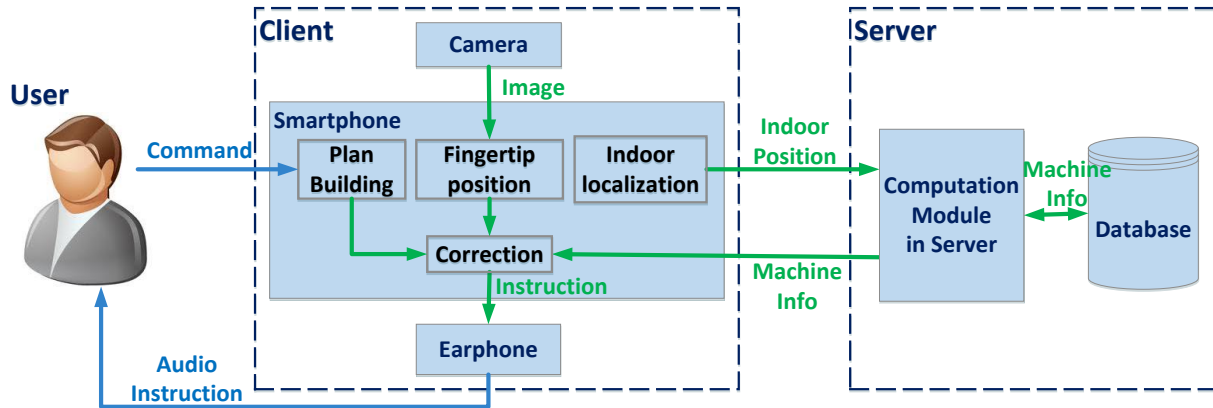 Client
Server
Camera
User
Image
Smartphone
Command
Plan
Building
Fingertip
position
Indoor
localization
Indoor
Position
Computation
Module
in Server
Machine
Info
Database
Correction
Instruction
Machine
Info
Earphone
Audio
Instruction